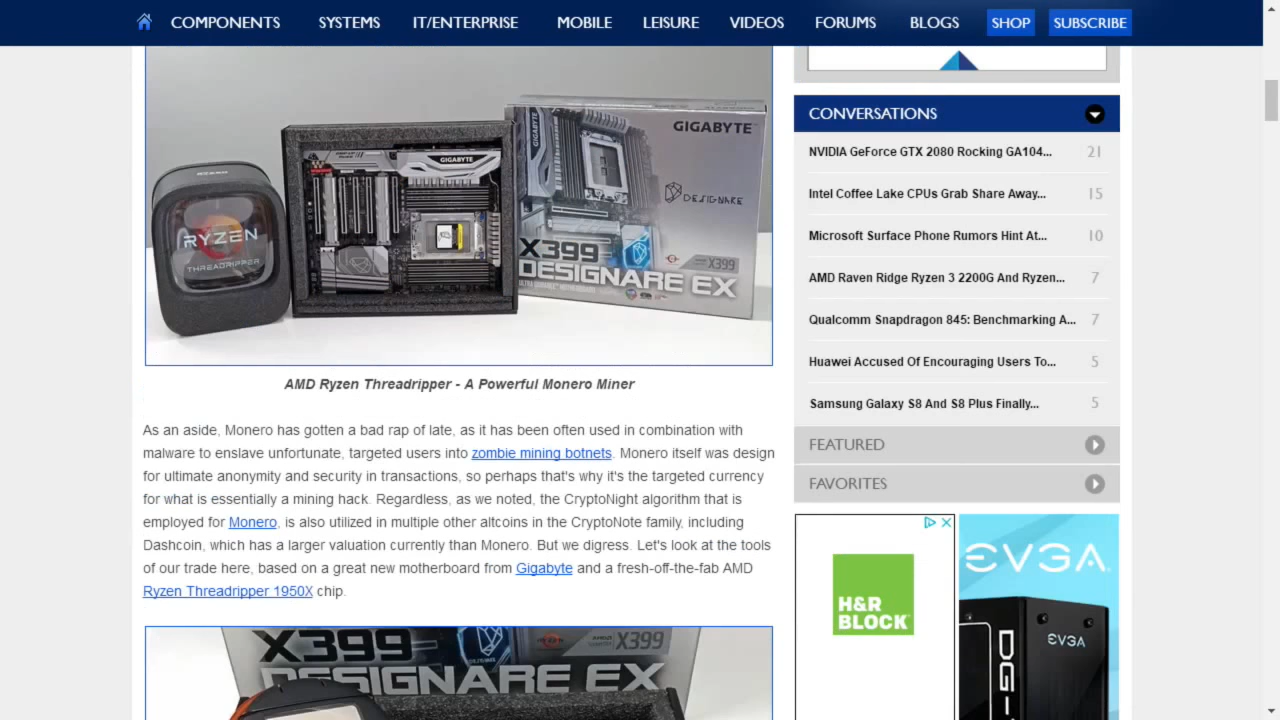 COMPONENTS SYSTEMS IT/ENTERPRISE MOBILE LEISURE VIDEOS FORUMS BLOGS SHOP SUBSCRIBE
GIGABYTE
GIGABYTE
DESIGNARE
RYZEN
THREADRIPPER
X399
X399
DESIGNARE EX
AMD Ryzen Threadripper - A Powerful Monero Miner
As an aside, Monero has gotten a bad rap of late, as it has been often used in combination with
malware to enslave unfortunate, targeted users into zombie mining botnets. Monero itself was design
for ultimate anonymity and security in transactions, so perhaps that's why it's the targeted currency
for what is essentially a mining hack. Regardless, as we noted, the CryptoNight algorithm that is
employed for Monero, is also utilized in multiple other altcoins in the CryptoNote family, including
Dashcoin, which has a larger valuation currently than Monero. But we digress. Let's look at the tools
of our trade here, based on a great new motherboard from Gigabyte and a fresh-off-the-fab AMD
Ryzen Threadripper 1950X chip.
X399
X399
DESIGNARE EX
CONVERSATIONS
NVIDIA GeForce GTX 2080 Rocking GA104... 21
Intel Coffee Lake CPUs Grab Share Away... 15
Microsoft Surface Phone Rumors Hint At... 10
AMD Raven Ridge Ryzen 3 2200G And Ryzen... 7
Qualcomm Snapdragon 845: Benchmarking A... 7
Huawei Accused Of Encouraging Users To... 5
Samsung Galaxy S8 And S8 Plus Finally... 5
FEATURED
FAVORITES
H&R
BLOCK
EVGA
EVGA
DG-